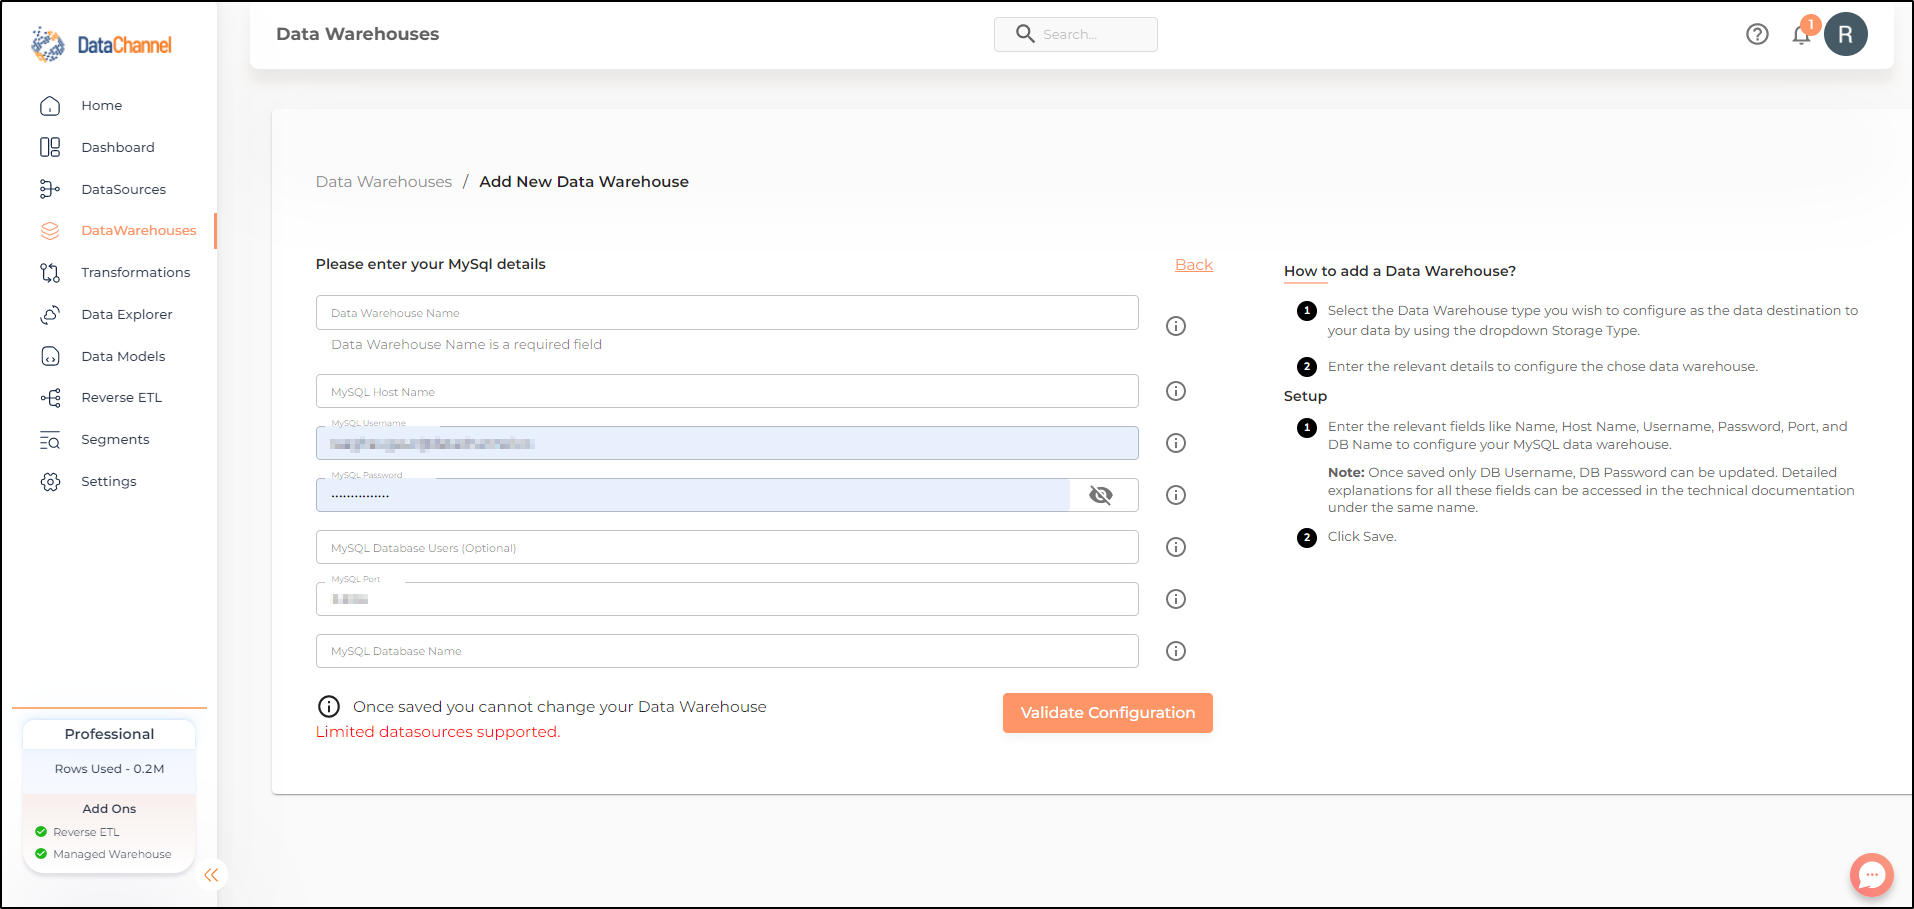 DataChannel
Data Warehouses
Search...
1
R
Home
Dashboard
DataSources
DataWarehouses
Transformations
Data Explorer
Data Models
Reverse ETL
Segments
Settings
Professional
Rows Used - 0.2M
Add Ons
Reverse ETL
Managed Warehouse
Data Warehouses / Add New Data Warehouse
Please enter your MySql details
Back
Data Warehouse Name
Data Warehouse Name is a required field
MySQL Host Name
MySQL Username
MySQL Password
MySQL Database Users (Optional)
MySQL Port
MySQL Database Name
Once saved you cannot change your Data Warehouse
Limited datasources supported.
Validate Configuration
How to add a Data Warehouse?
1 Select the Data Warehouse type you wish to configure as the data destination to
your data by using the dropdown Storage Type.
2 Enter the relevant details to configure the chose data warehouse.
Setup
1 Enter the relevant fields like Name, Host Name, Username, Password, Port, and
DB Name to configure your MySQL data warehouse.
Note: Once saved only DB Username, DB Password can be updated. Detailed
explanations for all these fields can be accessed in the technical documentation
under the same name.
2 Click Save.